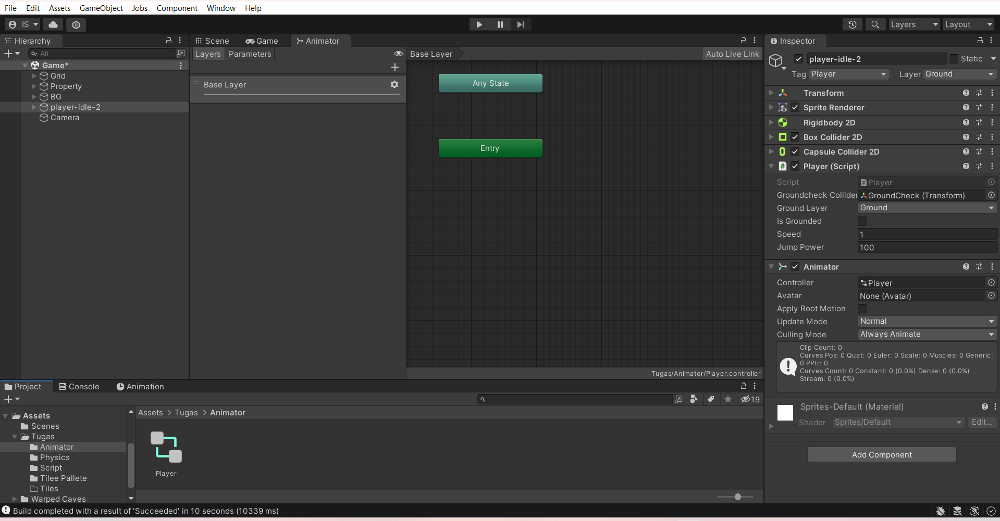 File Edit Assets GameObject Jobs Component Window Help
IS Layers Layout
Hierarchy
All
Game*
Grid
Property
BG
player-idle-2
Camera
Scene Game Animator
Layers Parameters Base Layer Auto Live Link
Base Layer
Any State
Entry
Tugas/Animator/Player.controller
Inspector
player-idle-2 Static
Tag Player Layer Ground
Transform
Sprite Renderer
Rigidbody 2D
Box Collider 2D
Capsule Collider 2D
# Player (Script)
Script # Player
Groundcheck Collider GroundCheck (Transform)
Ground Layer Ground
Is Grounded
Speed 1
Jump Power 100
Animator
Controller Player
Avatar None (Avatar)
Apply Root Motion
Update Mode Normal
Culling Mode Always Animate
Clip Count: 0
Curves Pos: 0 Quat: 0 Euler: 0 Scale: 0 Muscles: 0 Generic:
0 PPtr: 0
Curves Count: 0 Constant: 0 (0.0%) Dense: 0 (0.0%)
Stream: 0 (0.0%)
Sprites-Default (Material)
Shader Sprites/Default Edit...
Add Component
Project Console Animation
19
Assets
Scenes
Tugas
Animator
Physics
Script
Tilee Pallete
Tiles
Warped Caves
Assets > Tugas > Animator
Player
Build completed with a result of 'Succeeded' in 10 seconds (10339 ms)